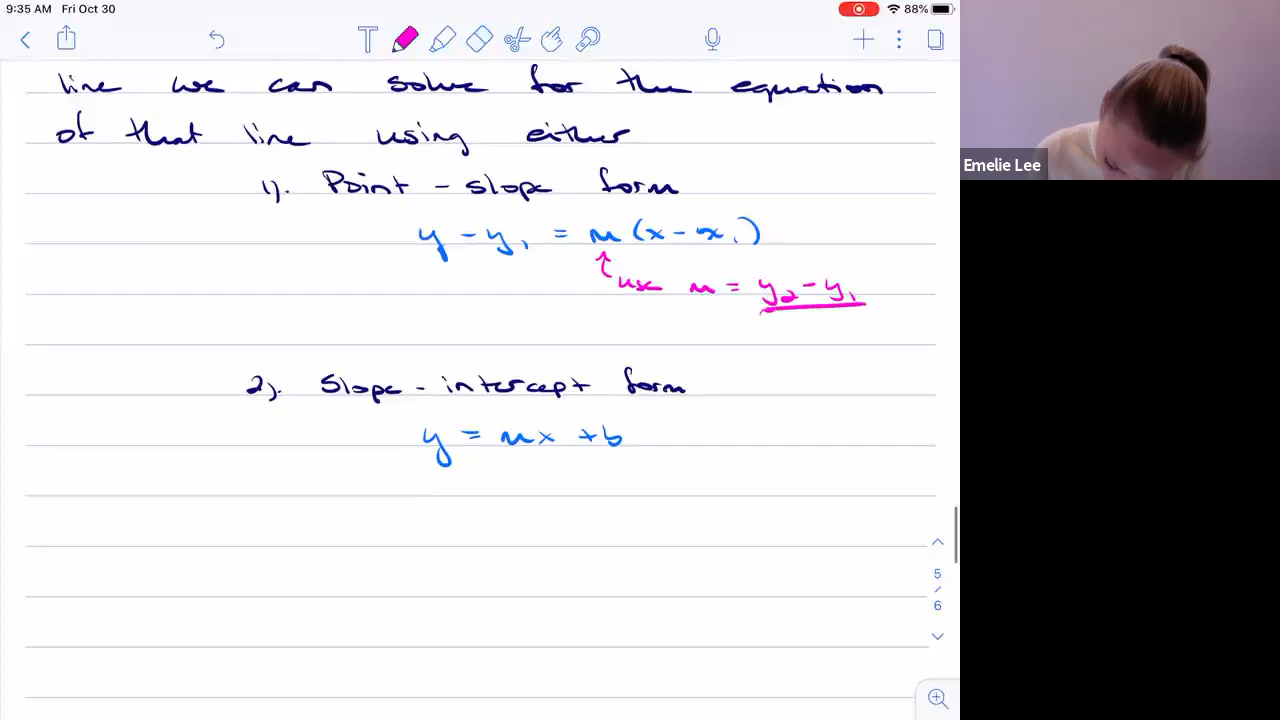 9:35 AM Fri Oct 30
88%
line we can solve for the equation
of that line using either
1). Point - slope form
y - y₁ = m (x - x₁)
use m = y₂ - y₁
2). Slope - intercept form
y = mx + b
5
/
6
Emelie Lee